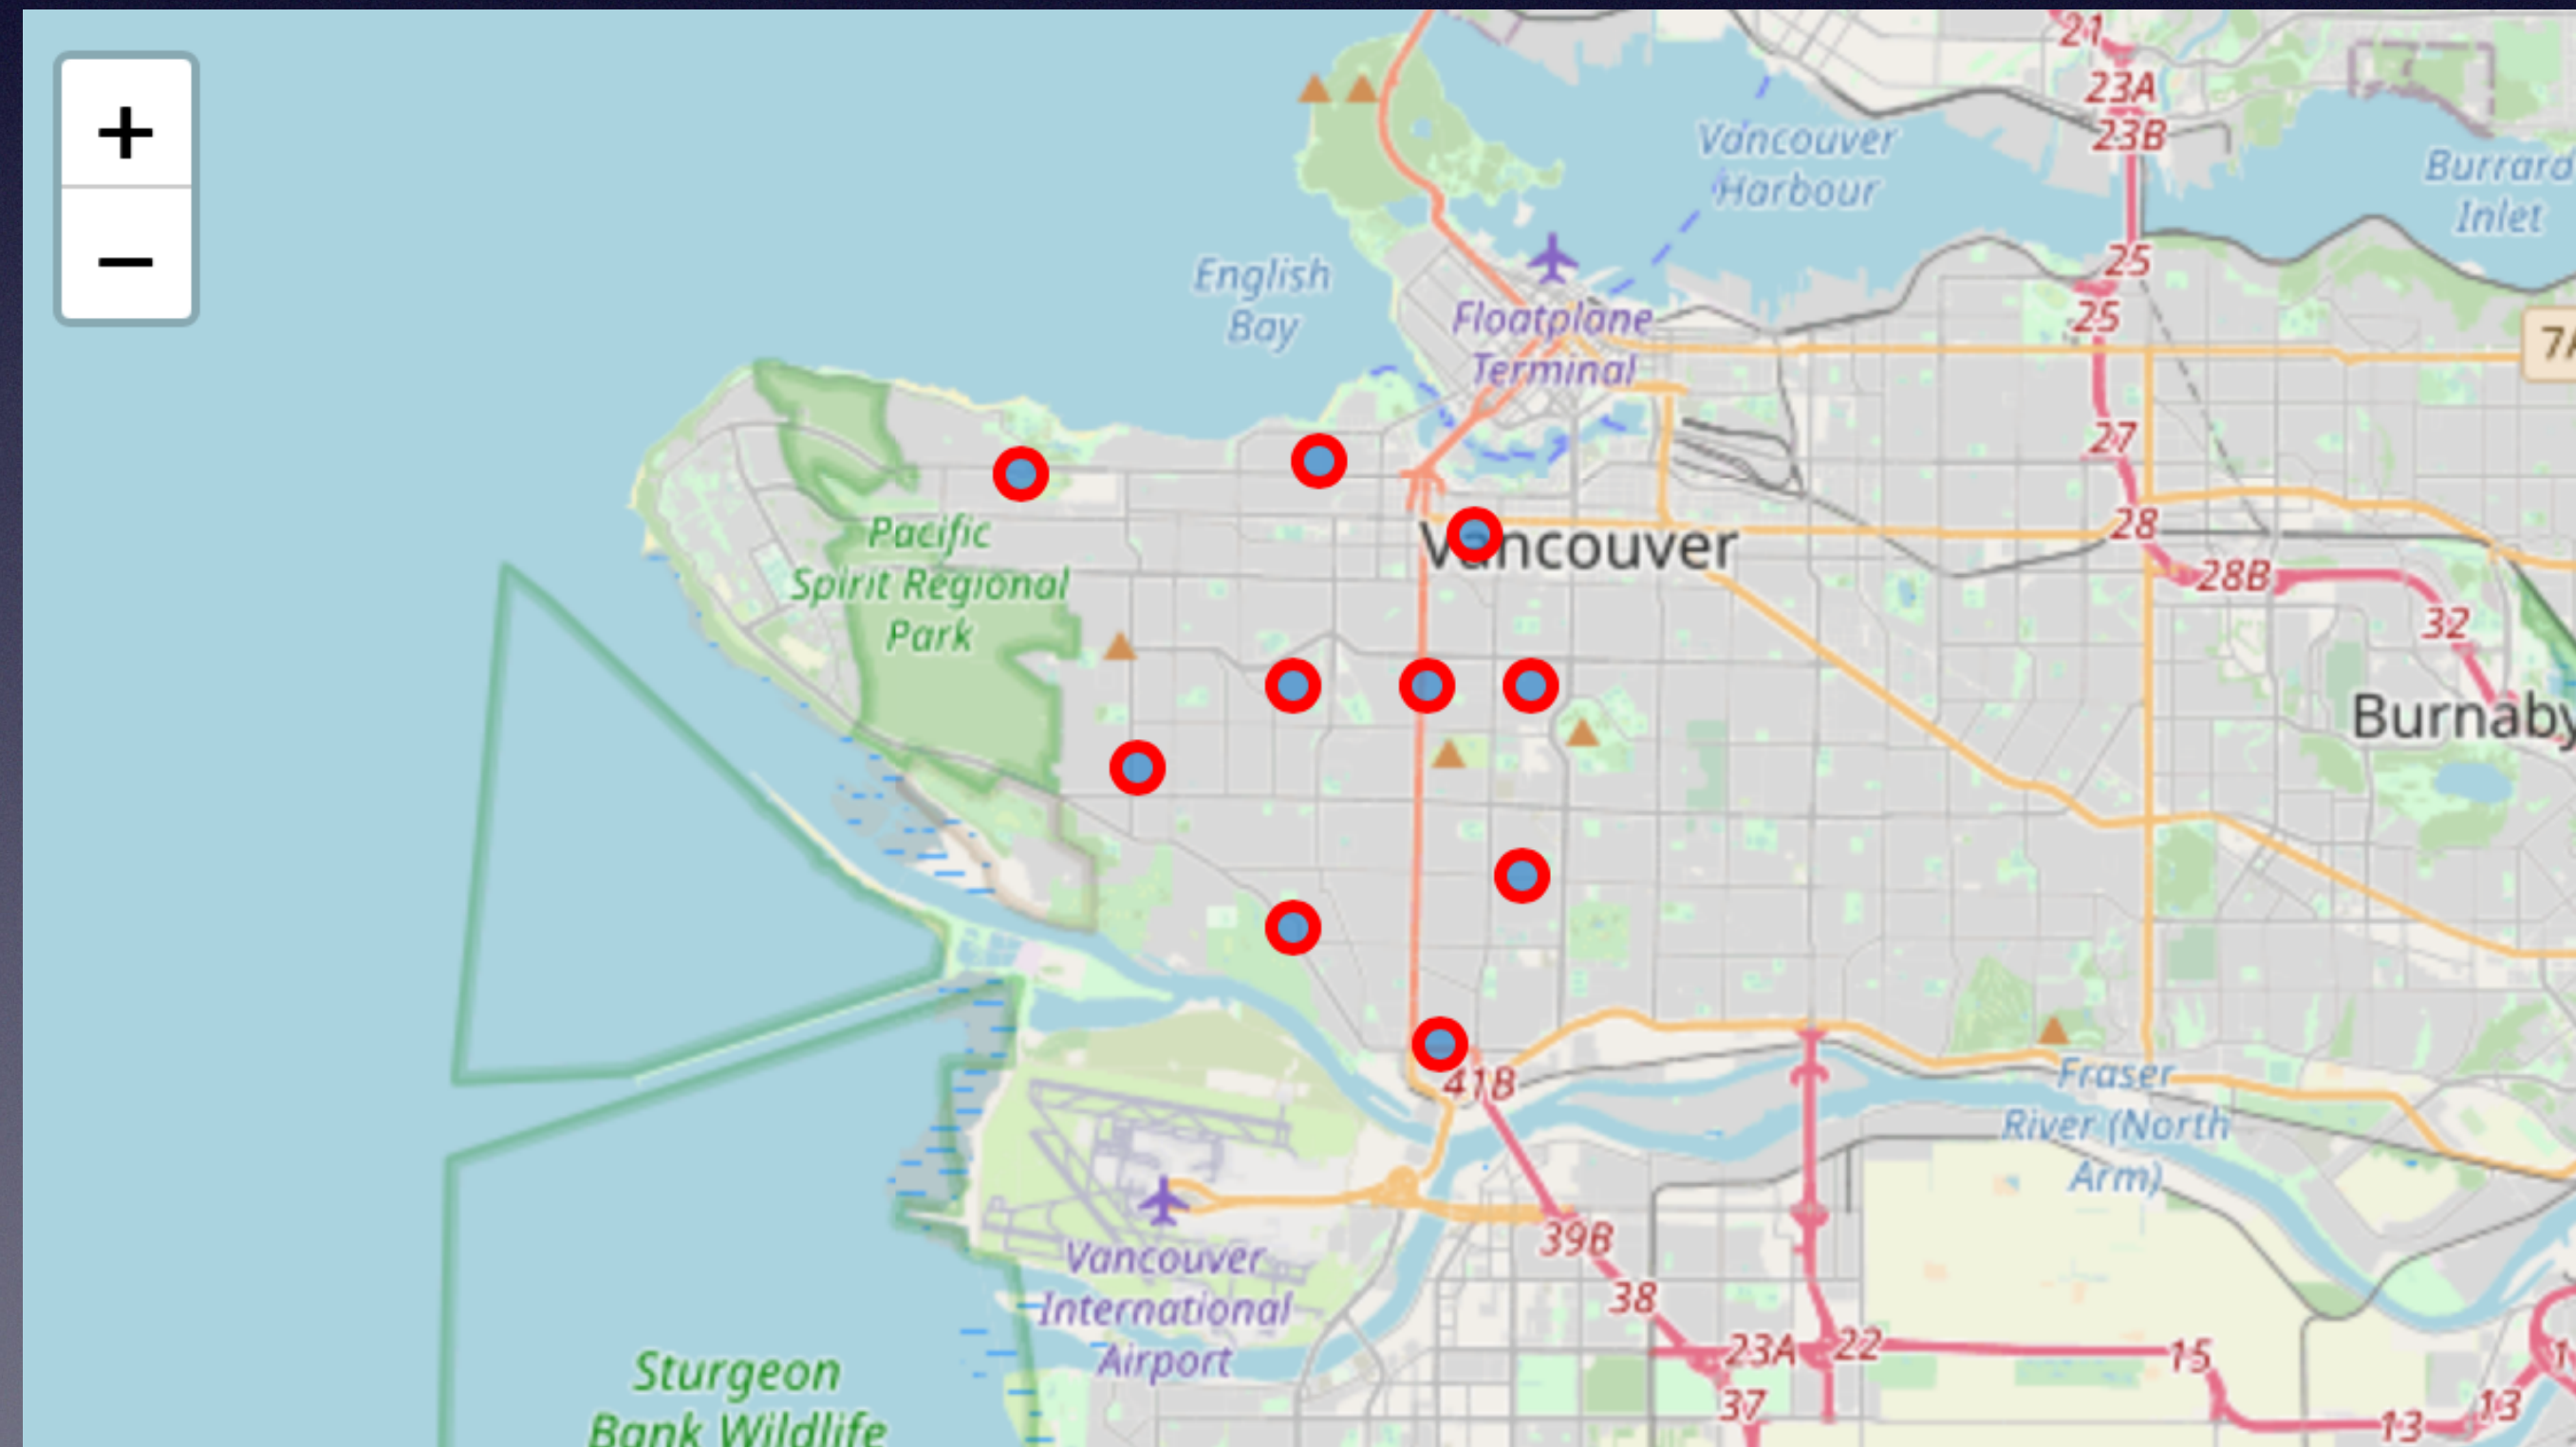 +
−
21
23A
23B
Vancouver
Harbour
Burrard
Inlet
English
Bay
25
Floatplane
Terminal
25
27
Pacific
Spirit Regional
Park
Vancouver
28
28B
32
Burnaby
41B
Fraser
River (North
Arm)
39B
Vancouver
International
Airport
38
23A
22
15
Sturgeon
Bank Wildlife
37
13
13